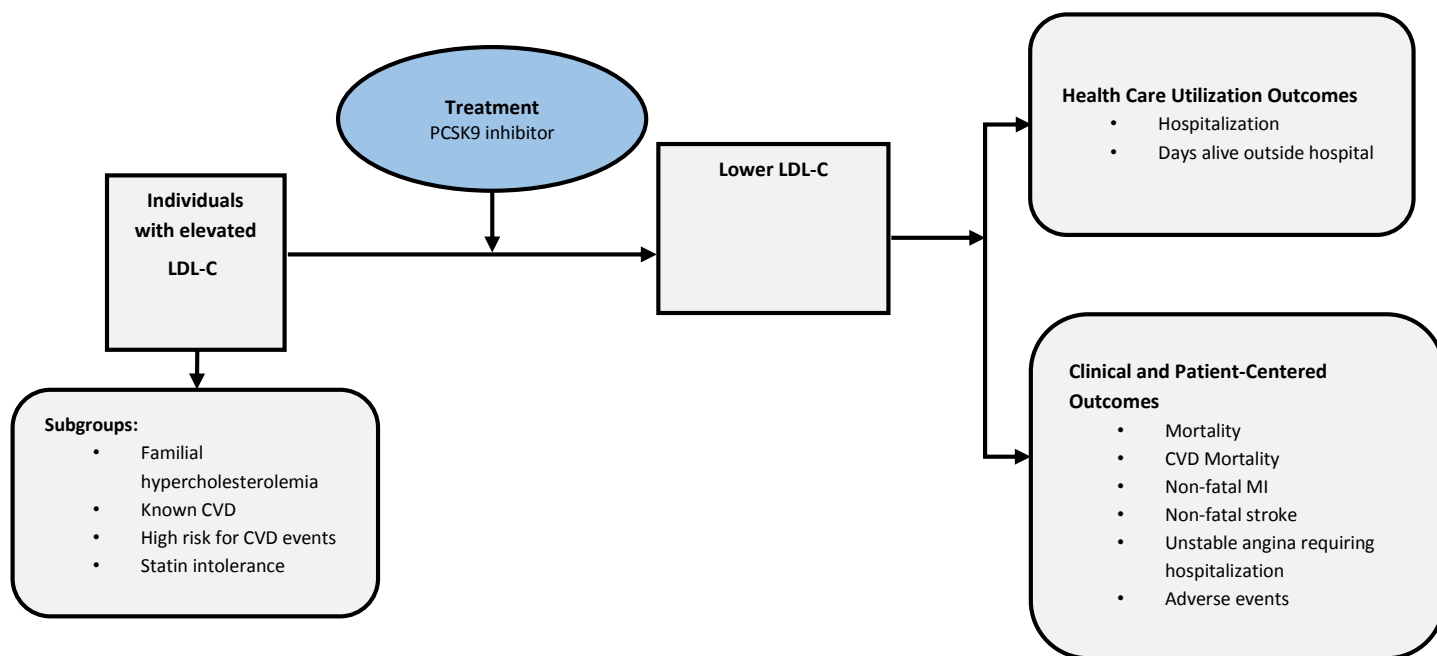 Treatment
PCSK9 inhibitor
Individuals
with elevated
LDL-C
Lower LDL-C
Subgroups:
• Familial
hypercholesterolemia
• Known CVD
• High risk for CVD events
• Statin intolerance
Health Care Utilization Outcomes
• Hospitalization
• Days alive outside hospital
Clinical and Patient-Centered
Outcomes
• Mortality
• CVD Mortality
• Non-fatal MI
• Non-fatal stroke
• Unstable angina requiring
hospitalization
• Adverse events